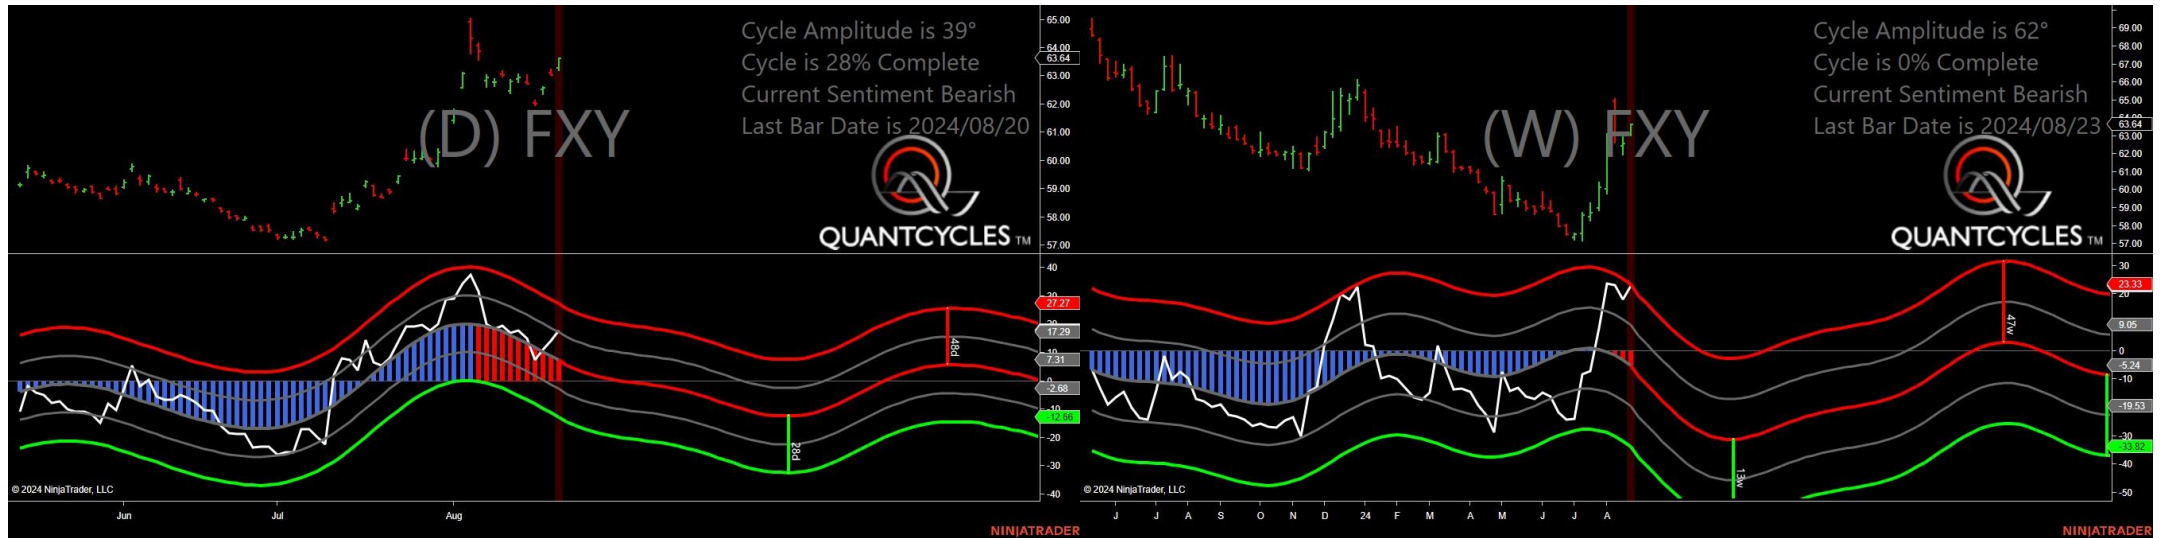 Cycle Amplitude is 39°
Cycle is 28% Complete
Current Sentiment Bearish
Last Bar Date is 2024/08/20
(D) FXY
QUANTCYCLES TM
65.00
64.00
63.64
63.00
62.00
61.00
60.00
59.00
58.00
57.00
40
27.27
17.29
7.31
-2.68
-12.66
-20
-30
-40
48d
28d
© 2024 NinjaTrader, LLC
Jun
Jul
Aug
NINJATRADER
Cycle Amplitude is 62°
Cycle is 0% Complete
Current Sentiment Bearish
Last Bar Date is 2024/08/23
(W) FXY
QUANTCYCLES TM
69.00
68.00
67.00
66.00
65.00
64.00
63.64
63.00
62.00
61.00
60.00
59.00
58.00
57.00
30
23.33
20
9.05
0
-5.24
-10
-19.53
-30
-33.82
-40
-50
47w
13w
© 2024 NinjaTrader, LLC
J J A S O N D 24 F M A M J J A
NINJATRADER